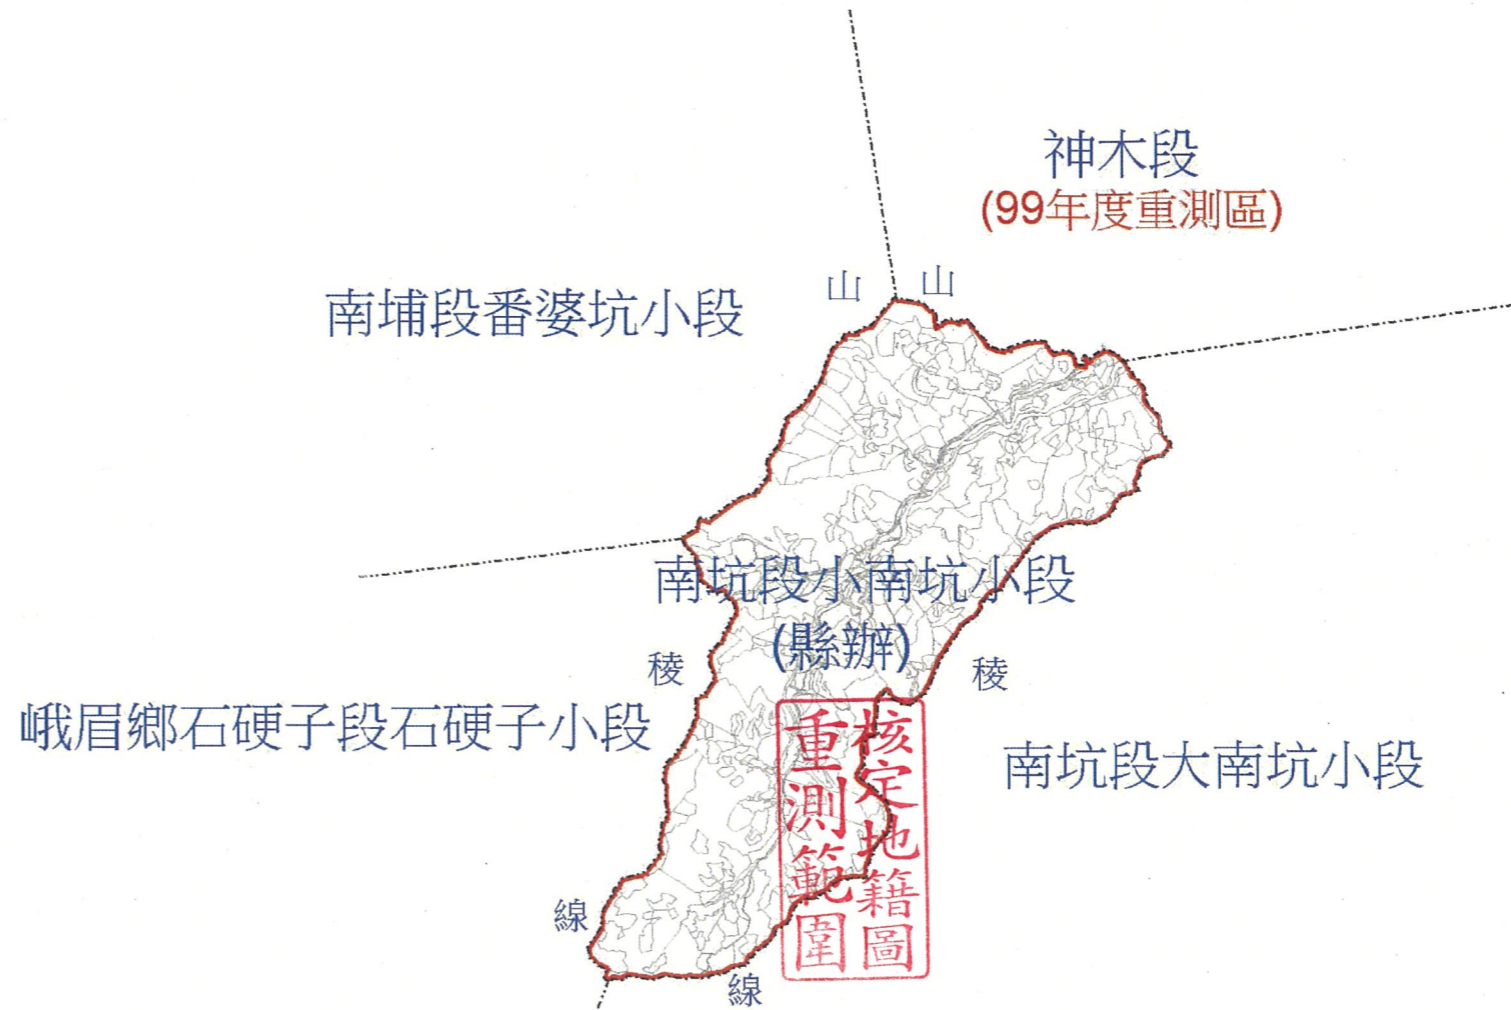 神木段
(99年度重測區)
山
山
南埔段番婆坑小段
南坑段小南坑小段
(縣辦)
稜
稜
峨眉鄉石硬子段石硬子小段
南坑段大南坑小段
核定地籍圖
重測範圍
線
線